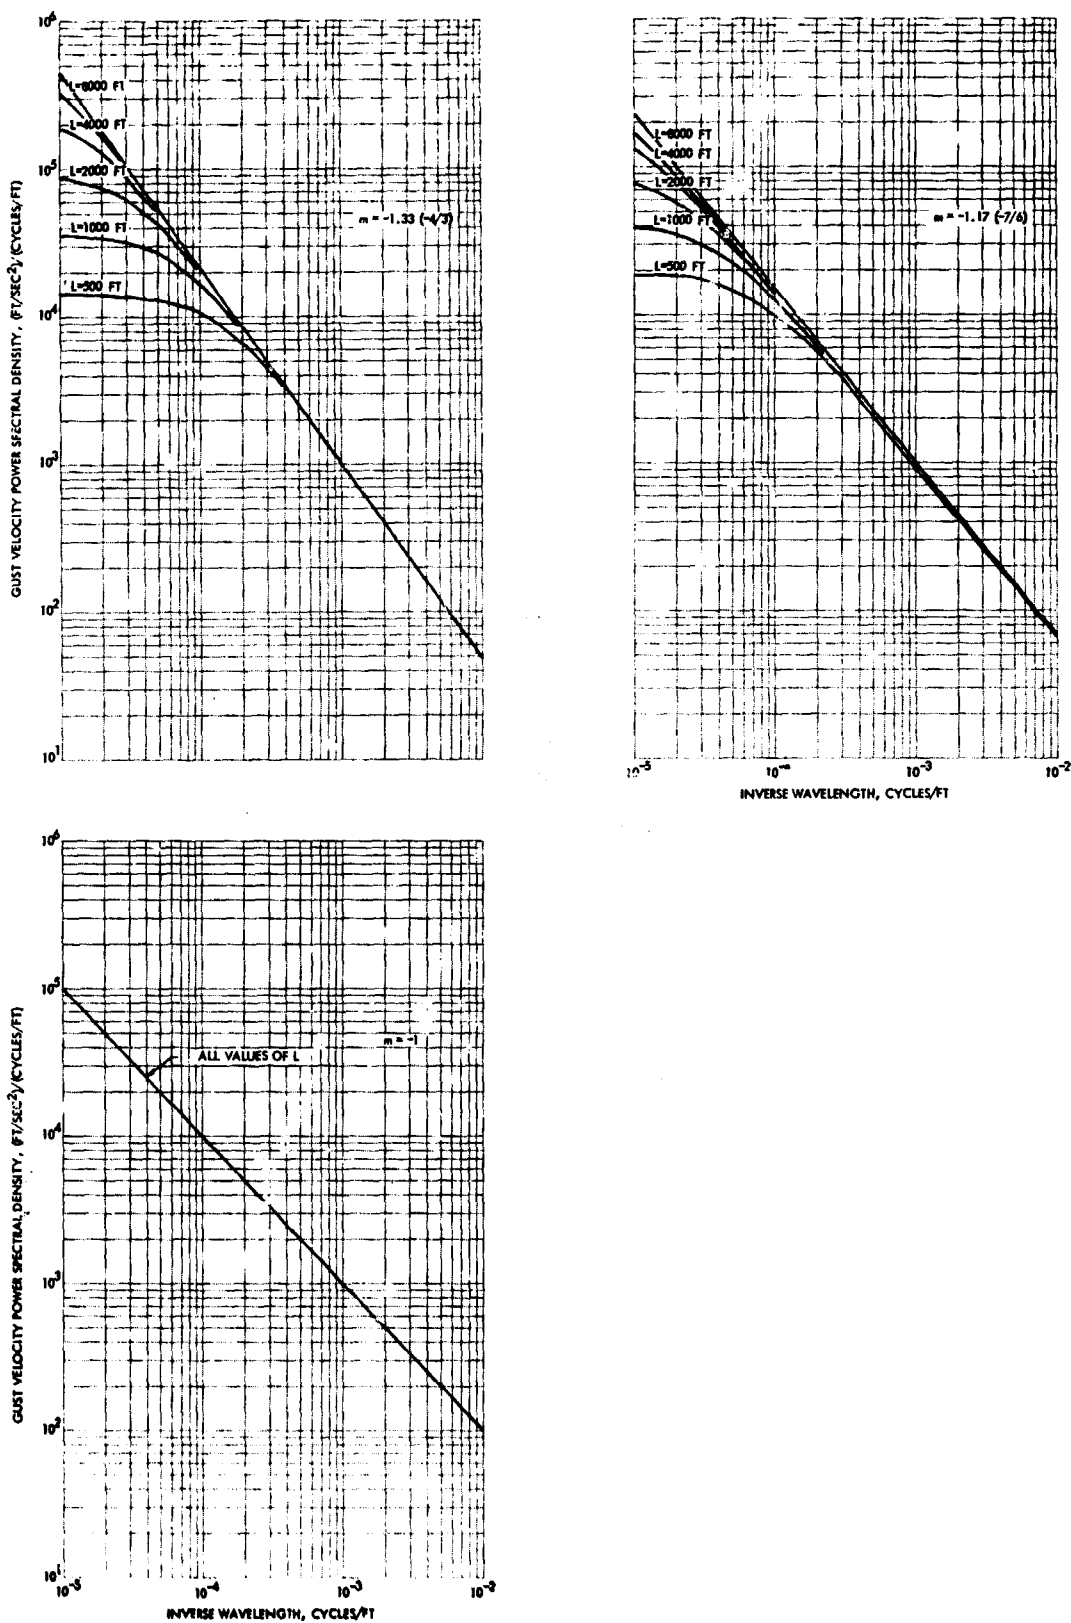 10⁶
L=8000 FT
L=4000 FT
10⁵
L=2000 FT
m = -1.33 (-4/3)
L=1000 FT
L=500 FT
10⁴
10³
10²
10¹
GUST VELOCITY POWER SPECTRAL DENSITY, (FT/SEC²)/(CYCLES/FT)
L=8000 FT
L=4000 FT
L=2000 FT
m = -1.17 (-7/6)
L=1000 FT
L=500 FT
10⁻⁵ 10⁻⁴ 10⁻³ 10⁻²
INVERSE WAVELENGTH, CYCLES/FT
10⁶
10⁵
m = -1
ALL VALUES OF L
10⁴
10³
10²
10¹
GUST VELOCITY POWER SPECTRAL DENSITY, (FT/SEC²)/(CYCLES/FT)
10⁻⁵ 10⁻⁴ 10⁻³ 10⁻²
INVERSE WAVELENGTH, CYCLES/FT